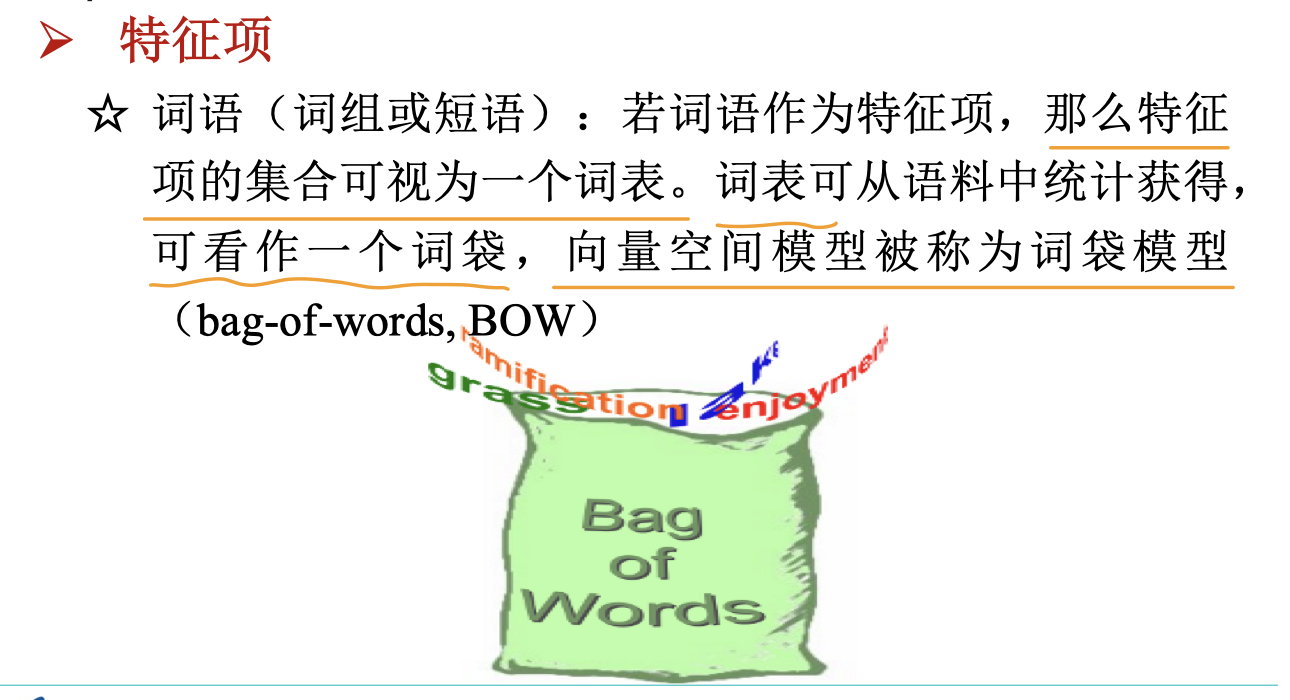 ➢ 特征项
☆ 词语（词组或短语）：若词语作为特征项，那么特征
项的集合可视为一个词表。词表可从语料中统计获得，
可看作一个词袋，向量空间模型被称为词袋模型
（bag-of-words, BOW）
ramification
grass
enjoyment
Bag
of
Words